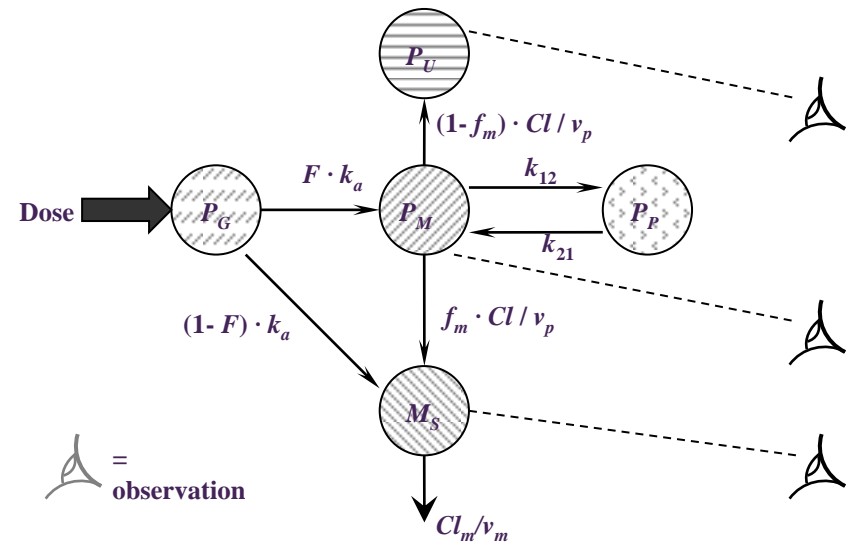 P_U
(1- f_m) · Cl / v_p
F · k_a
k_12
Dose
P_G
P_M
P_P
k_21
(1- F) · k_a
f_m · Cl / v_p
M_S
=
observation
Cl_m/v_m